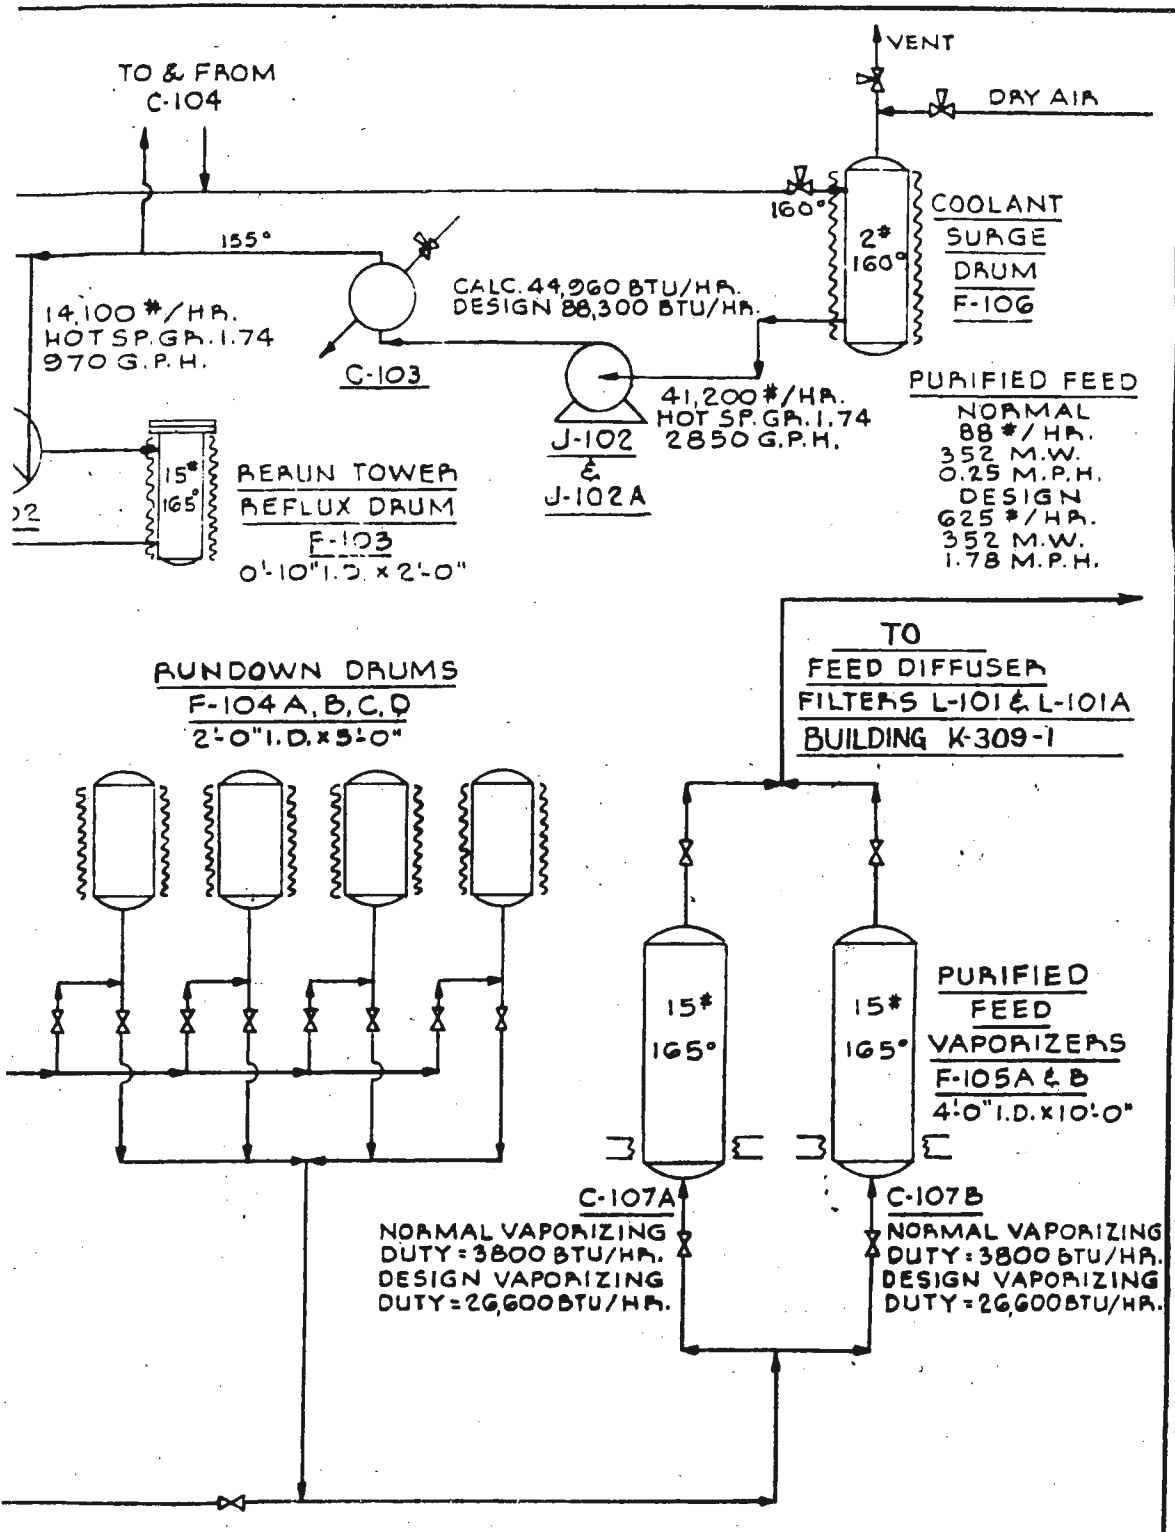 VENT
TO & FROM
C-104
DRY AIR
160°
COOLANT
SURGE
DRUM
F-106
2#
160°
155°
CALC. 44,960 BTU/HR.
DESIGN 88,300 BTU/HR.
14,100 #/HR.
HOT SP. GR. 1.74
970 G.P.H.
C-103
41,200 #/HR.
HOT SP. GR. 1.74
2850 G.P.H.
J-102
&
J-102A
PURIFIED FEED
NORMAL
88 #/HR.
352 M.W.
0.25 M.P.H.
DESIGN
625 #/HR.
352 M.W.
1.78 M.P.H.
02
15#
165°
RERUN TOWER
REFLUX DRUM
F-103
0'-10" I.D. x 2'-0"
TO
FEED DIFFUSER
FILTERS L-101 & L-101A
BUILDING K-309-1
RUNDOWN DRUMS
F-104 A, B, C, D
2'-0" I.D. x 5'-0"
15#
165°
15#
165°
PURIFIED
FEED
VAPORIZERS
F-105A & B
4'-0" I.D. x 10'-0"
C-107A
NORMAL VAPORIZING
DUTY = 3800 BTU/HR.
DESIGN VAPORIZING
DUTY = 26,600 BTU/HR.
C-107B
NORMAL VAPORIZING
DUTY = 3800 BTU/HR.
DESIGN VAPORIZING
DUTY = 26,600 BTU/HR.